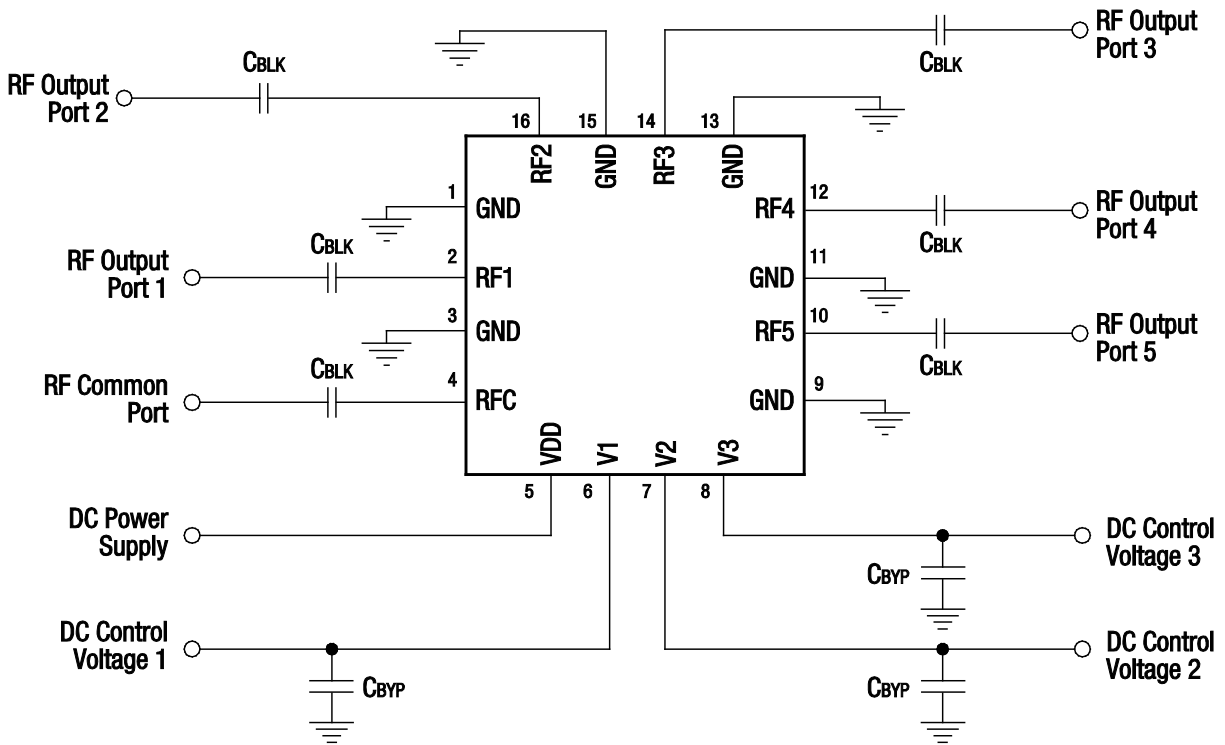 RF Output
Port 3
CBLK
CBLK
RF Output
Port 2
16
15
14
13
RF2
GND
RF3
GND
1
GND
12
RF4
RF Output
Port 4
CBLK
CBLK
RF Output
Port 1
2
RF1
11
GND
3
GND
10
RF5
RF Output
Port 5
CBLK
CBLK
RF Common
Port
4
RFC
9
GND
VDD
V1
V2
V3
5
6
7
8
DC Power
Supply
DC Control
Voltage 3
CBYP
DC Control
Voltage 1
DC Control
Voltage 2
CBYP
CBYP